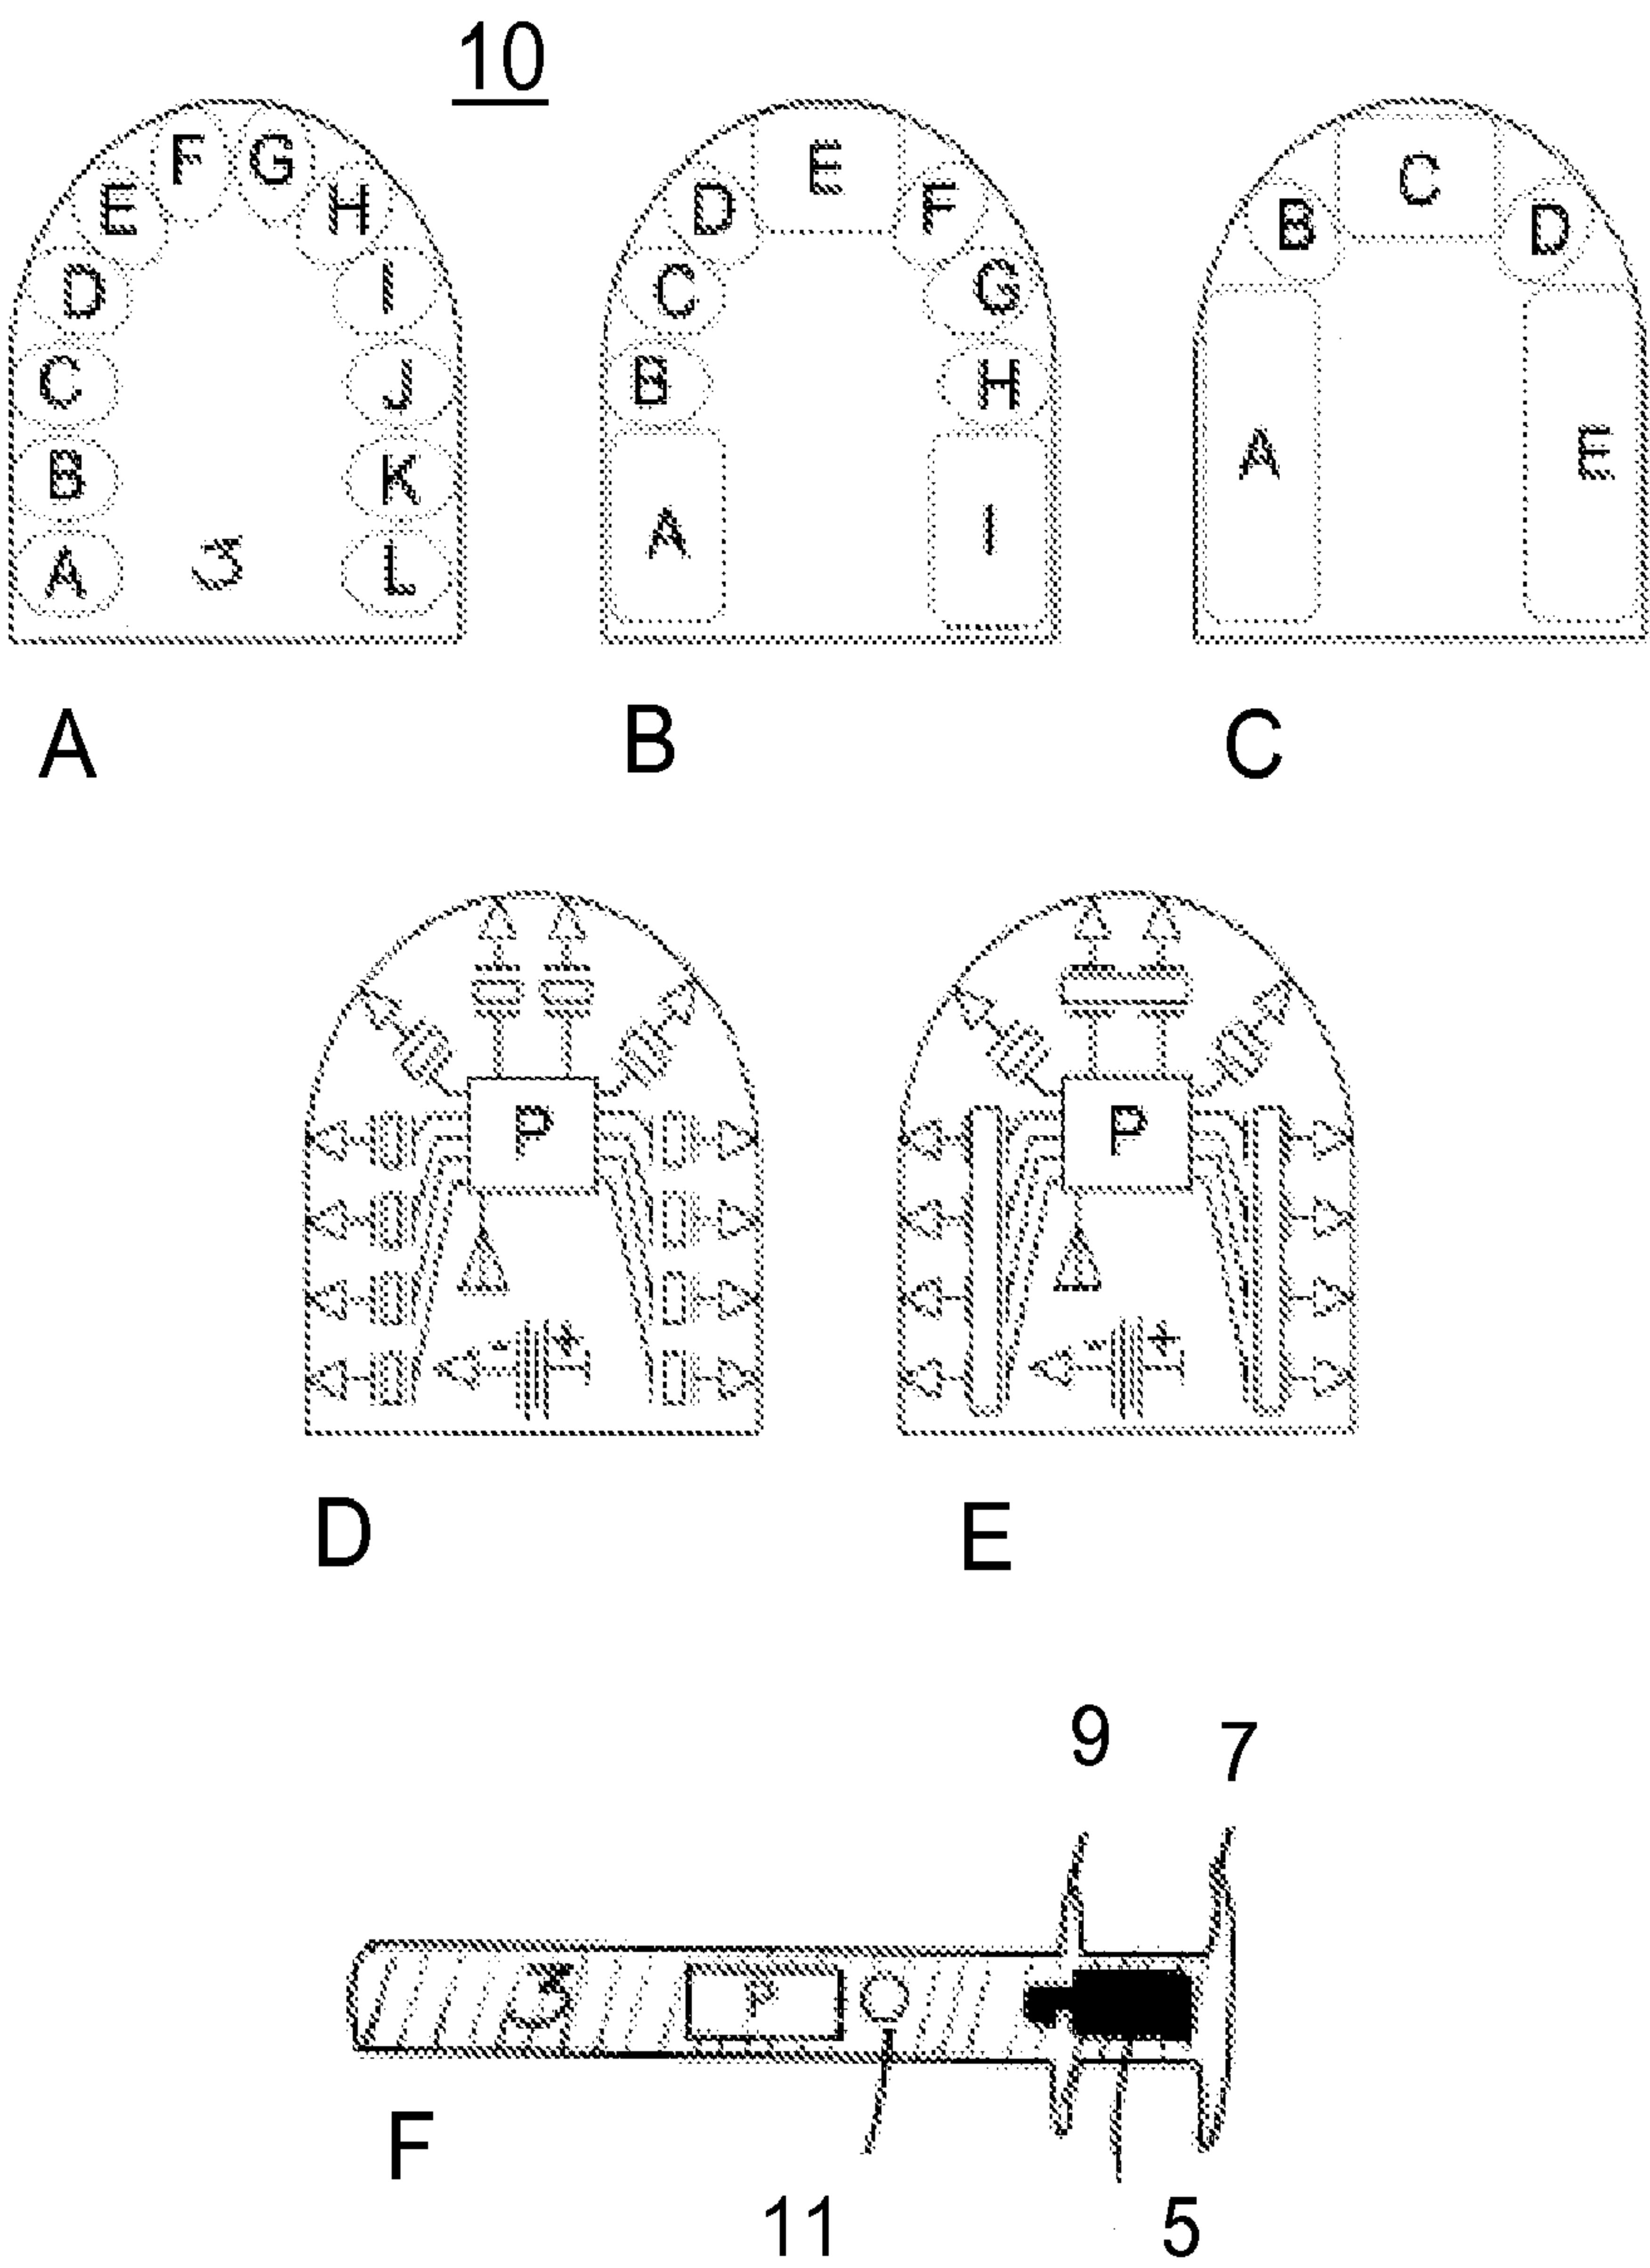 10
F G
E H
D I
C J
B K
A 3 L
E
D F
C G
B H
A I
C
B D
A E
A B C
P P
- + - +
D E
9 7
3 P
F
11 5